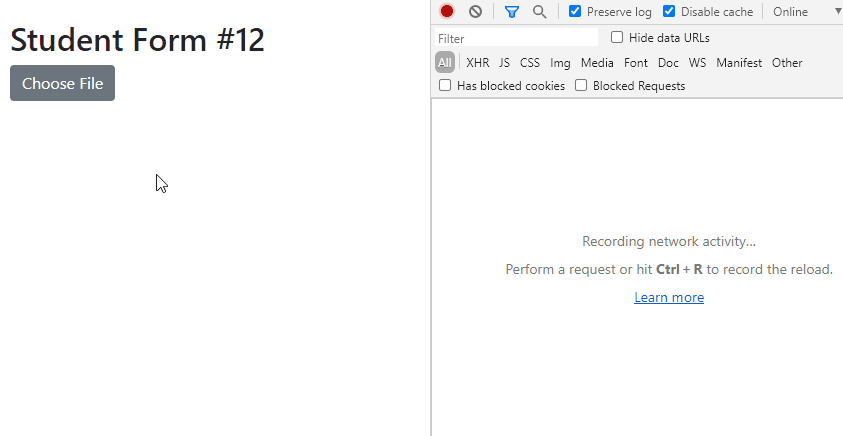 Student Form #12
Choose File
Preserve log Disable cache Online
Filter Hide data URLs
All XHR JS CSS Img Media Font Doc WS Manifest Other
Has blocked cookies Blocked Requests
Recording network activity...
Perform a request or hit Ctrl + R to record the reload.
Learn more